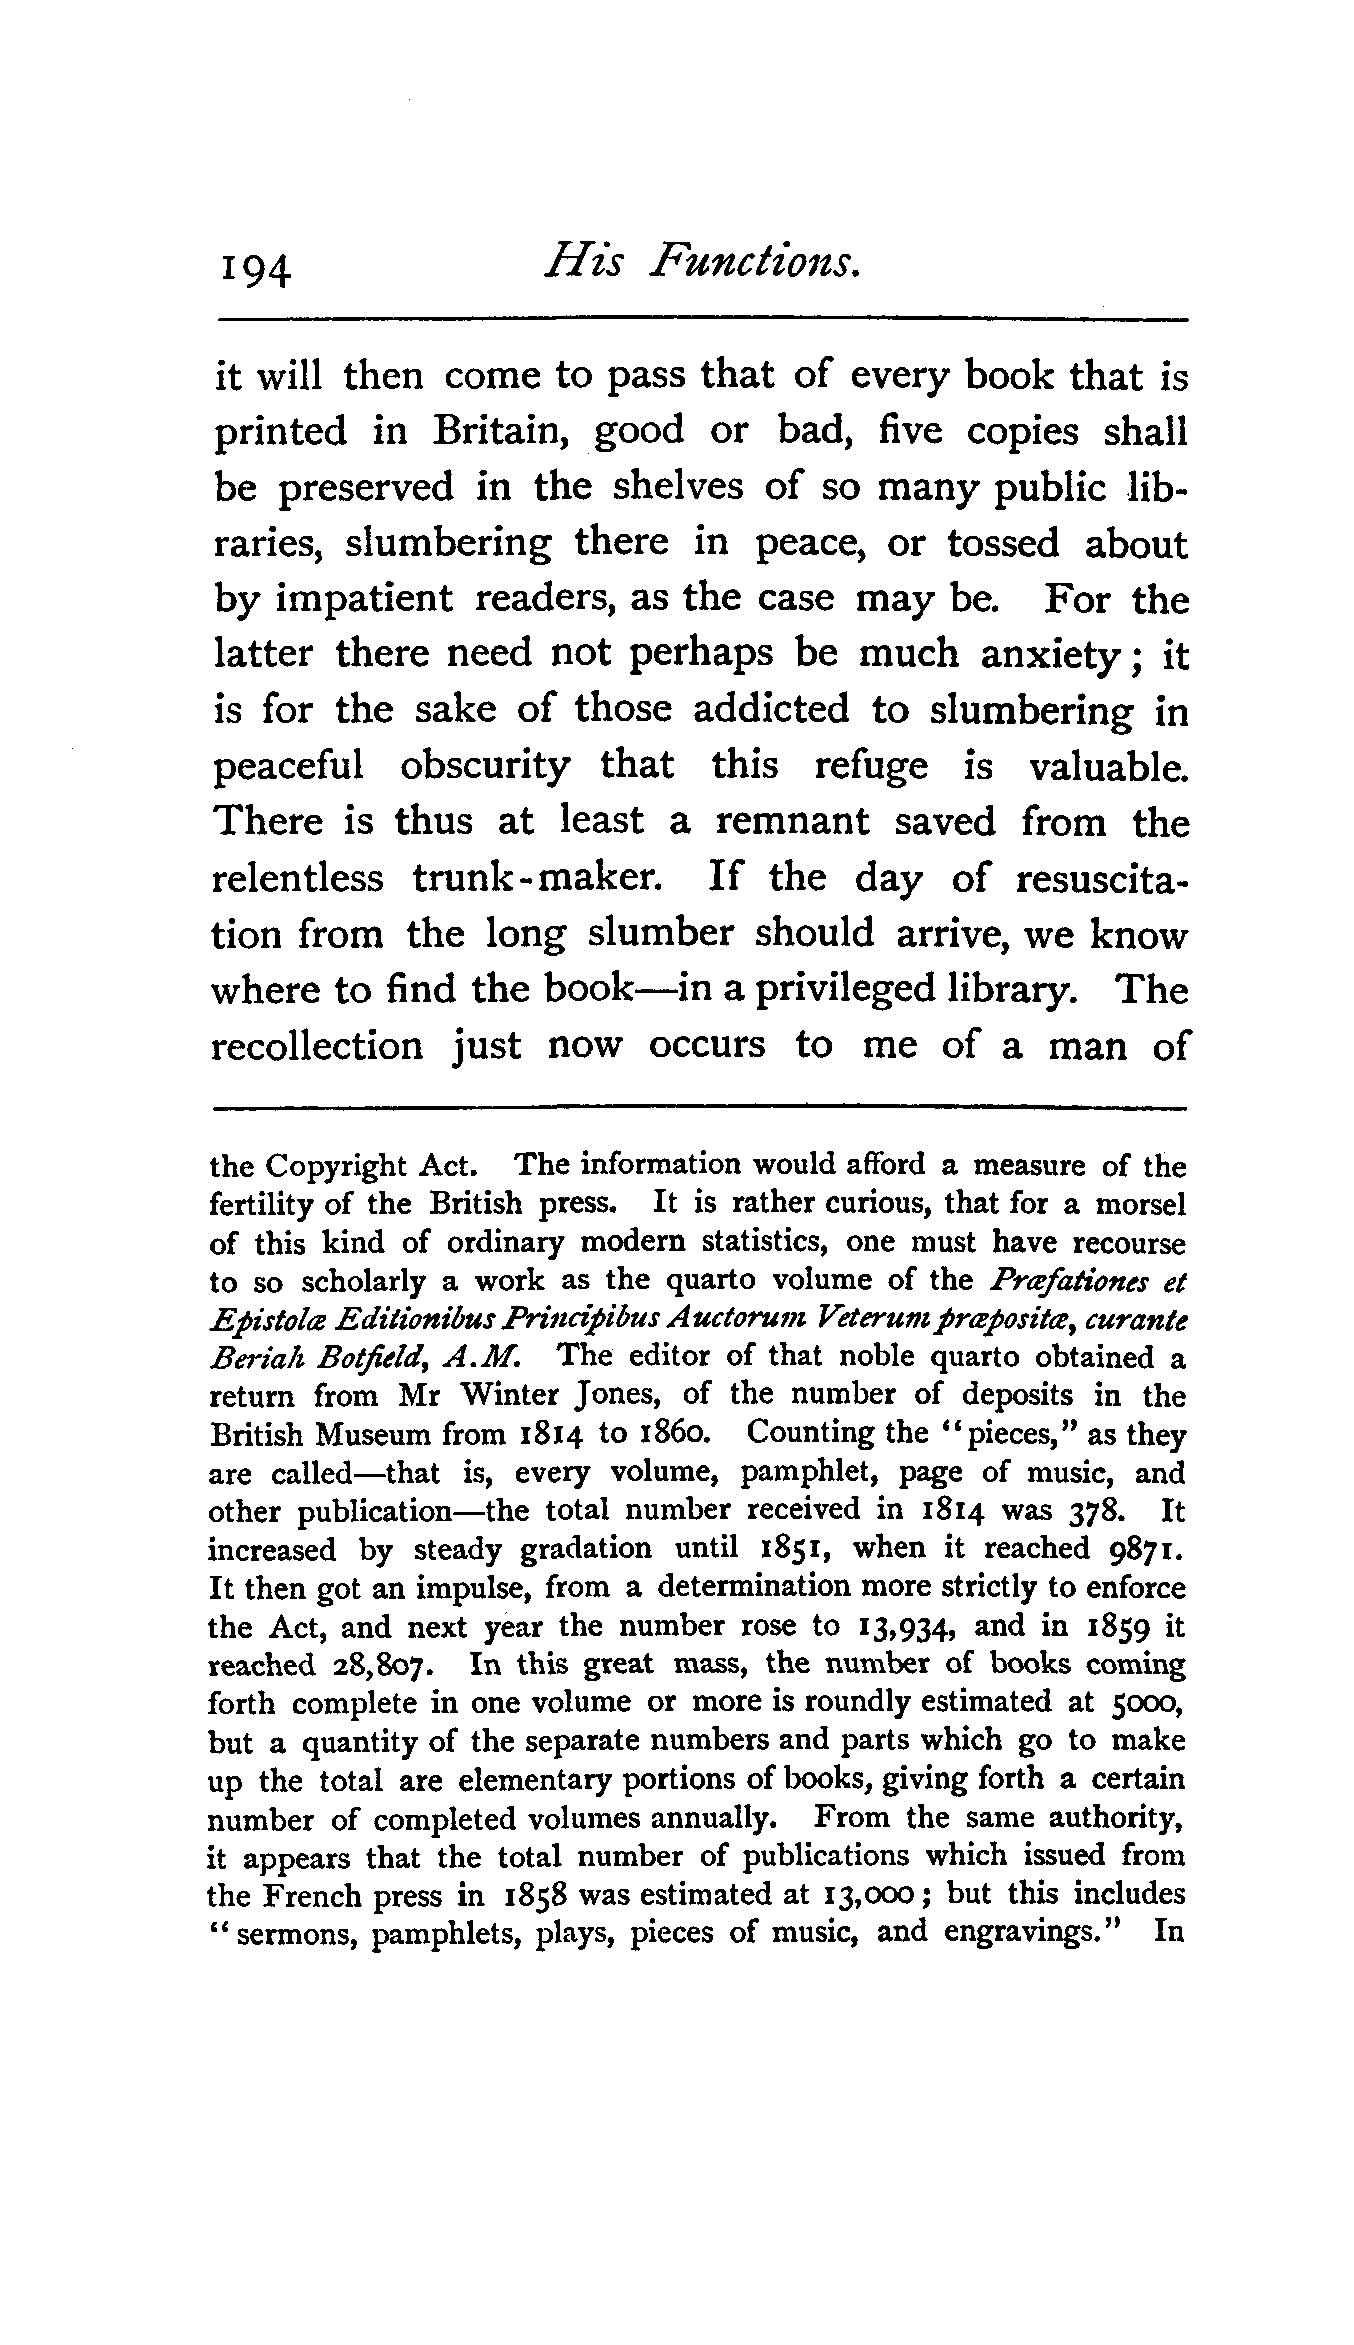 194 His Functions.
it will then come to pass that of every book that is
printed in Britain, good or bad, five copies shall
be preserved in the shelves of so many public lib-
raries, slumbering there in peace, or tossed about
by impatient readers, as the case may be. For the
latter there need not perhaps be much anxiety; it
is for the sake of those addicted to slumbering in
peaceful obscurity that this refuge is valuable.
There is thus at least a remnant saved from the
relentless trunk-maker. If the day of resuscita-
tion from the long slumber should arrive, we know
where to find the book—in a privileged library. The
recollection just now occurs to me of a man of
the Copyright Act. The information would afford a measure of the
fertility of the British press. It is rather curious, that for a morsel
of this kind of ordinary modern statistics, one must have recourse
to so scholarly a work as the quarto volume of the Præfationes et
Epistolæ Editionibus Principibus Auctorum Veterum præpositæ, curante
Beriah Botfield, A.M. The editor of that noble quarto obtained a
return from Mr Winter Jones, of the number of deposits in the
British Museum from 1814 to 1860. Counting the "pieces," as they
are called—that is, every volume, pamphlet, page of music, and
other publication—the total number received in 1814 was 378. It
increased by steady gradation until 1851, when it reached 9871.
It then got an impulse, from a determination more strictly to enforce
the Act, and next year the number rose to 13,934, and in 1859 it
reached 28,807. In this great mass, the number of books coming
forth complete in one volume or more is roundly estimated at 5000,
but a quantity of the separate numbers and parts which go to make
up the total are elementary portions of books, giving forth a certain
number of completed volumes annually. From the same authority,
it appears that the total number of publications which issued from
the French press in 1858 was estimated at 13,000; but this includes
"sermons, pamphlets, plays, pieces of music, and engravings." In